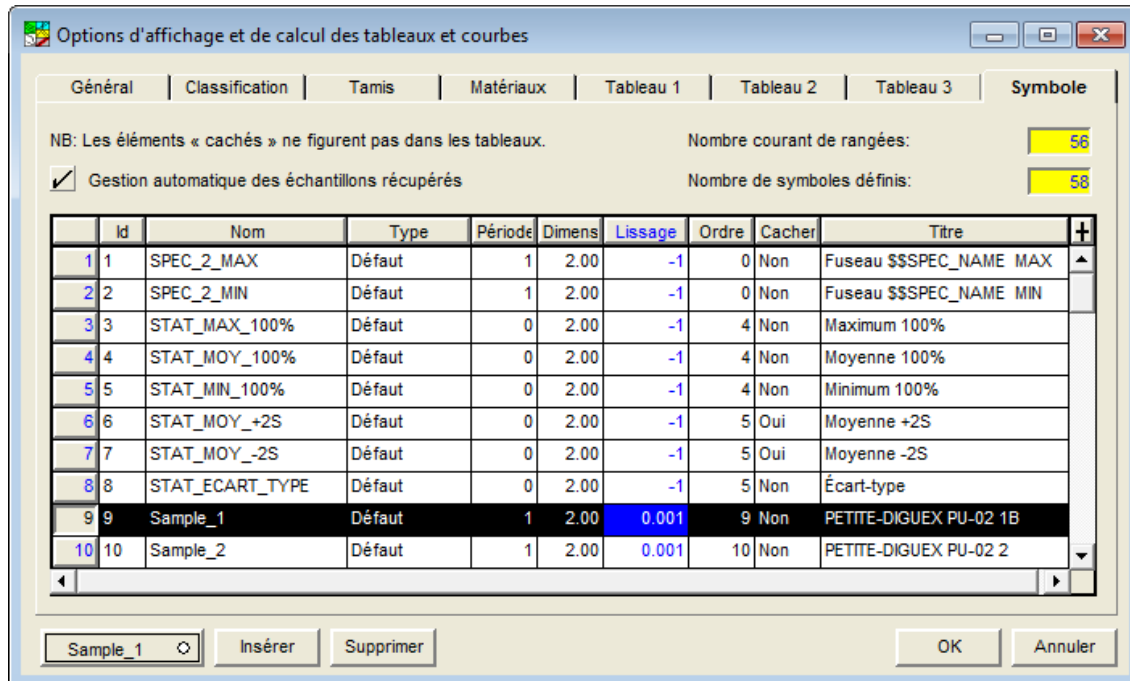 Options d'affichage et de calcul des tableaux et courbes
Général Classification Tamis Matériaux Tableau 1 Tableau 2 Tableau 3 Symbole
NB: Les éléments « cachés » ne figurent pas dans les tableaux. Nombre courant de rangées: 56
Gestion automatique des échantillons récupérés Nombre de symboles définis: 58
Id Nom Type Période Dimens Lissage Ordre Cacher Titre
1 1 SPEC_2_MAX Défaut 1 2.00 -1 0 Non Fuseau $$SPEC_NAME MAX
2 2 SPEC_2_MIN Défaut 1 2.00 -1 0 Non Fuseau $$SPEC_NAME MIN
3 3 STAT_MAX_100% Défaut 0 2.00 -1 4 Non Maximum 100%
4 4 STAT_MOY_100% Défaut 0 2.00 -1 4 Non Moyenne 100%
5 5 STAT_MIN_100% Défaut 0 2.00 -1 4 Non Minimum 100%
6 6 STAT_MOY_+2S Défaut 0 2.00 -1 5 Oui Moyenne +2S
7 7 STAT_MOY_-2S Défaut 0 2.00 -1 5 Oui Moyenne -2S
8 8 STAT_ECART_TYPE Défaut 0 2.00 -1 5 Non Écart-type
9 9 Sample_1 Défaut 1 2.00 0.001 9 Non PETITE-DIGUEX PU-02 1B
10 10 Sample_2 Défaut 1 2.00 0.001 10 Non PETITE-DIGUEX PU-02 2
Sample_1 Insérer Supprimer OK Annuler